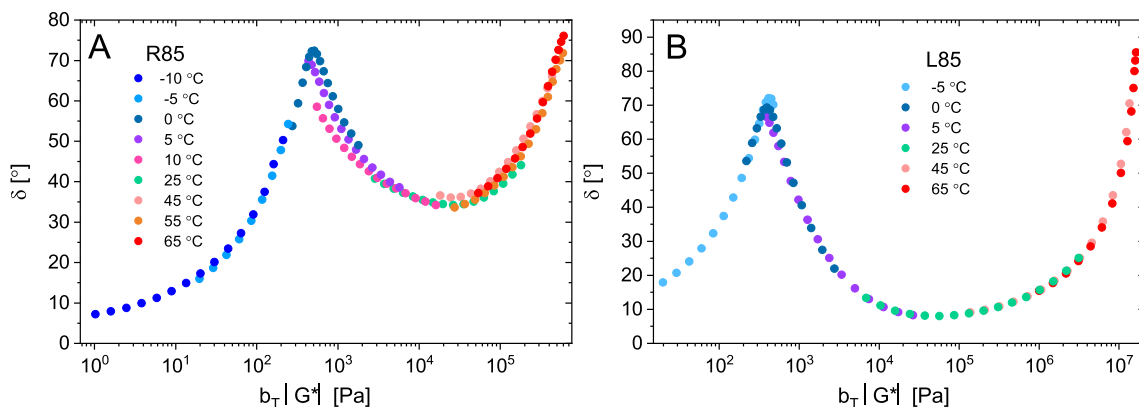 A
R85
-10 °C
-5 °C
0 °C
5 °C
10 °C
25 °C
45 °C
55 °C
65 °C
80
70
60
50
40
30
20
10
0
δ [°]
10⁰ 10¹ 10² 10³ 10⁴ 10⁵
b_T | G* | [Pa]
B
L85
-5 °C
0 °C
5 °C
25 °C
45 °C
65 °C
90
80
70
60
50
40
30
20
10
0
δ [°]
10² 10³ 10⁴ 10⁵ 10⁶ 10⁷
b_T | G* | [Pa]